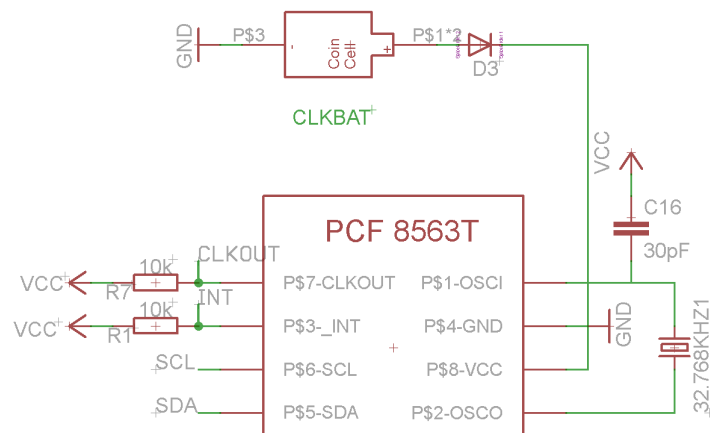 GND
P$3
-
Coin
Cell
+
P$1*2
D3
CLKBAT
VCC
C16
30pF
PCF 8563T
CLKOUT
10k
VCC
R7
P$7-CLKOUT
P$1-OSCI
INT
10k
VCC
R1
P$3-_INT
P$4-GND
GND
SCL
P$6-SCL
P$8-VCC
SDA
P$5-SDA
P$2-OSCO
32.768KHZ1